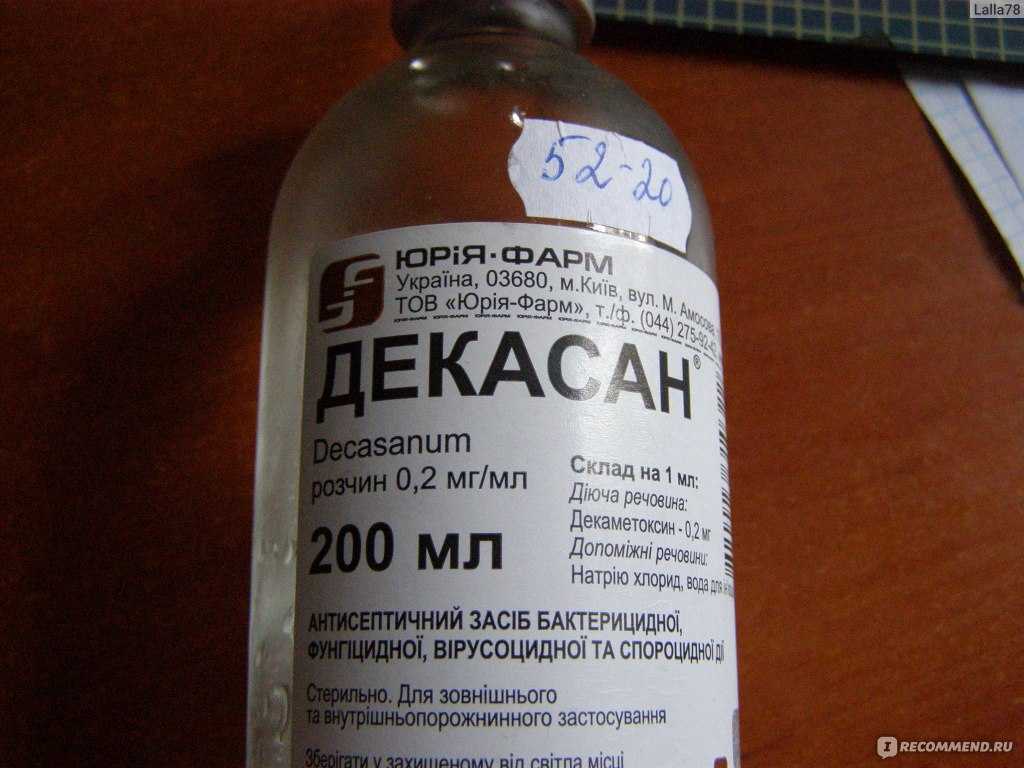 Lalla78
52-20
ЮРіЯ·ФАРМ
Україна, 03680, м.Київ, вул. М. Амосова
ТОВ «Юрія-Фарм», т./ф. (044) 275-92-42
ДЕКАСАН®
Decasanum
розчин 0,2 мг/мл
200 мл
Склад на 1 мл:
Діюча речовина:
Декаметоксин - 0,2 мг
Допоміжні речовини:
Натрію хлорид, вода для
АНТИСЕПТИЧНИЙ ЗАСІБ БАКТЕРИЦИДНОЇ,
ФУНГІЦИДНОЇ, ВІРУСОЦИДНОЇ ТА СПОРОЦИДНОЇ ДІЇ
Стерильно. Для зовнішнього
та внутрішньопорожнинного застосування
Зберігати у захищеному від світла місці
IRECOMMEND.RU